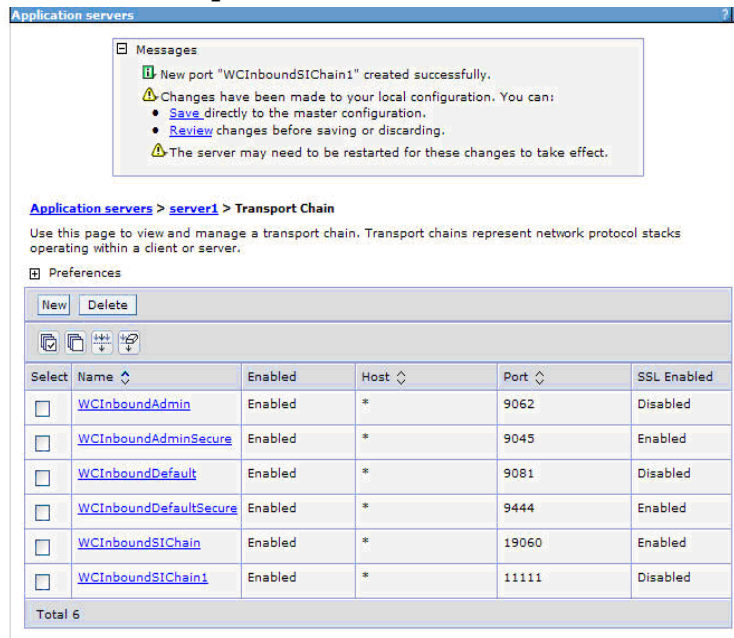 Application servers ?
Messages
New port "WCInboundSIChain1" created successfully.
Changes have been made to your local configuration. You can:
Save directly to the master configuration.
Review changes before saving or discarding.
The server may need to be restarted for these changes to take effect.
Application servers > server1 > Transport Chain
Use this page to view and manage a transport chain. Transport chains represent network protocol stacks
operating within a client or server.
Preferences
New Delete
Select Name Enabled Host Port SSL Enabled
WCInboundAdmin Enabled * 9062 Disabled
WCInboundAdminSecure Enabled * 9045 Enabled
WCInboundDefault Enabled * 9081 Disabled
WCInboundDefaultSecure Enabled * 9444 Enabled
WCInboundSIChain Enabled * 19060 Enabled
WCInboundSIChain1 Enabled * 11111 Disabled
Total 6